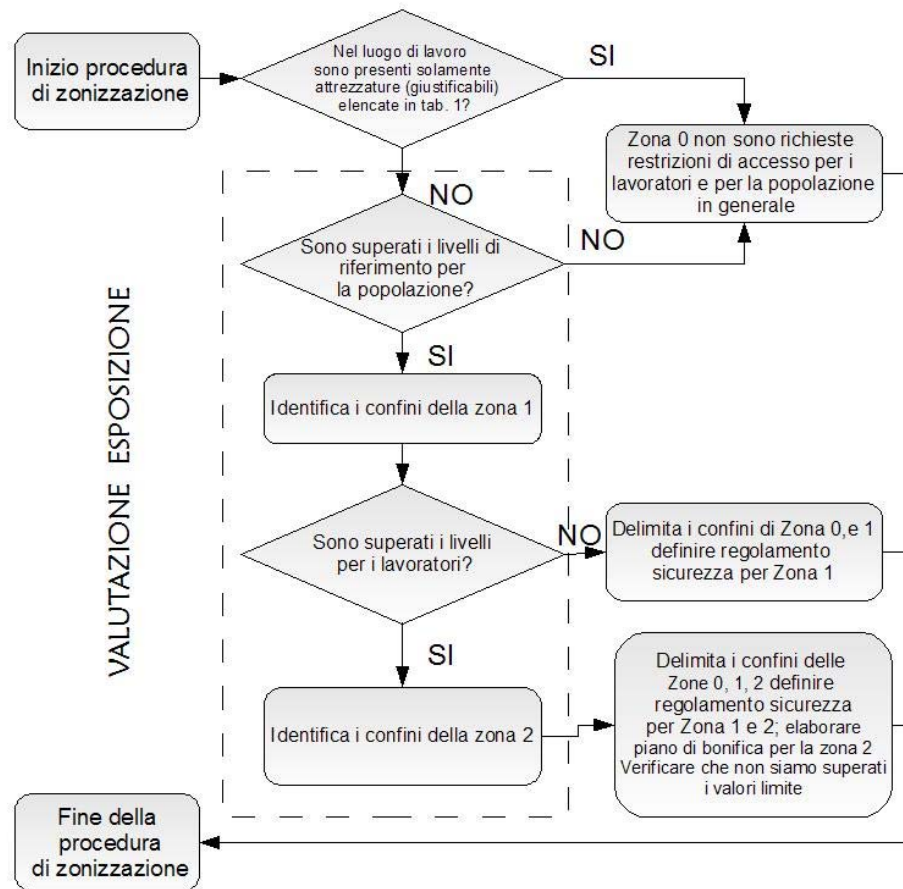 Inizio procedura
di zonizzazione
Nel luogo di lavoro
sono presenti solamente
attrezzature (giustificabili)
elencate in tab. 1?
SI
Zona 0 non sono richieste
restrizioni di accesso per i
lavoratori e per la popolazione
in generale
NO
Sono superati i livelli di
riferimento per
la popolazione?
NO
SI
Identifica i confini della zona 1
Sono superati i livelli
per i lavoratori?
NO
Delimita i confini di Zona 0,e 1
definire regolamento
sicurezza per Zona 1
SI
Identifica i confini della zona 2
Delimita i confini delle
Zone 0, 1, 2 definire
regolamento sicurezza
per Zona 1 e 2; elaborare
piano di bonifica per la zona 2
Verificare che non siamo superati
i valori limite
VALUTAZIONE ESPOSIZIONE
Fine della
procedura
di zonizzazione